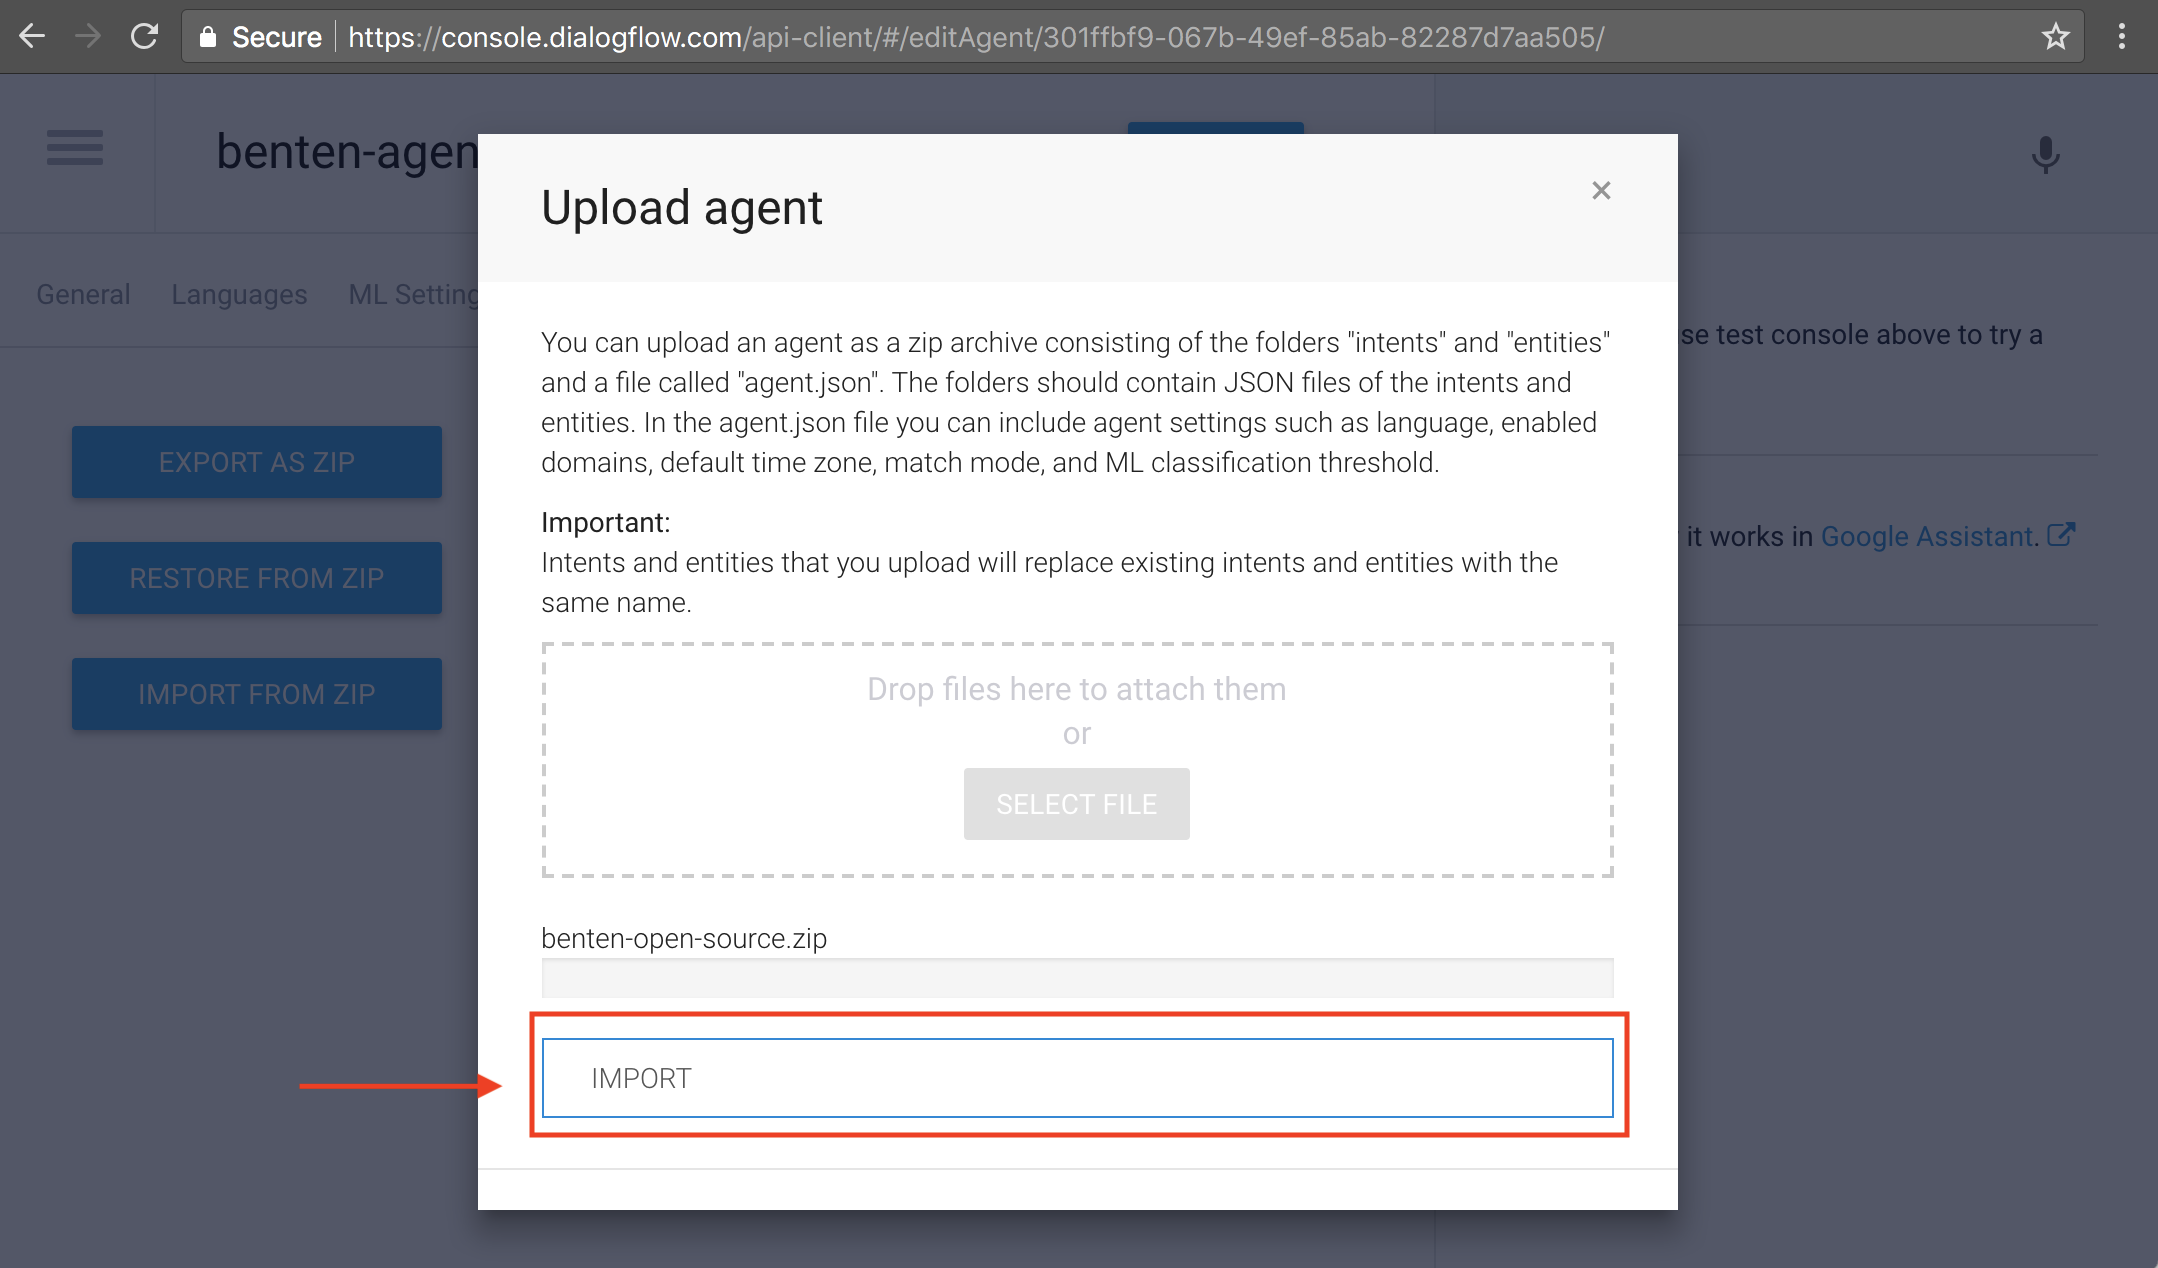 Secure https://console.dialogflow.com/api-client/#/editAgent/301ffbf9-067b-49ef-85ab-82287d7aa505/
benten-agen
Upload agent
×
General Languages ML Setting
You can upload an agent as a zip archive consisting of the folders "intents" and "entities"
and a file called "agent.json". The folders should contain JSON files of the intents and
entities. In the agent.json file you can include agent settings such as language, enabled
domains, default time zone, match mode, and ML classification threshold.
Important:
Intents and entities that you upload will replace existing intents and entities with the
same name.
Drop files here to attach them
or
SELECT FILE
benten-open-source.zip
IMPORT
EXPORT AS ZIP
RESTORE FROM ZIP
IMPORT FROM ZIP
se test console above to try a
it works in Google Assistant.